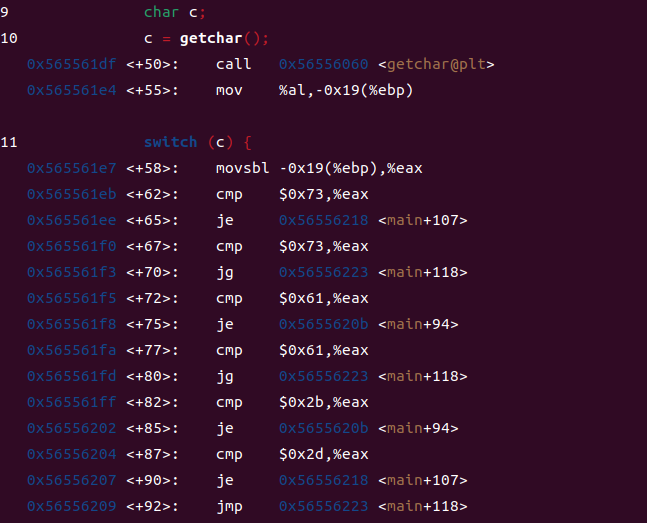 9 char c;
10 c = getchar();
0x565561df <+50>: call 0x56556060 <getchar@plt>
0x565561e4 <+55>: mov %al,-0x19(%ebp)
11 switch (c) {
0x565561e7 <+58>: movsbl -0x19(%ebp),%eax
0x565561eb <+62>: cmp $0x73,%eax
0x565561ee <+65>: je 0x56556218 <main+107>
0x565561f0 <+67>: cmp $0x73,%eax
0x565561f3 <+70>: jg 0x56556223 <main+118>
0x565561f5 <+72>: cmp $0x61,%eax
0x565561f8 <+75>: je 0x5655620b <main+94>
0x565561fa <+77>: cmp $0x61,%eax
0x565561fd <+80>: jg 0x56556223 <main+118>
0x565561ff <+82>: cmp $0x2b,%eax
0x56556202 <+85>: je 0x5655620b <main+94>
0x56556204 <+87>: cmp $0x2d,%eax
0x56556207 <+90>: je 0x56556218 <main+107>
0x56556209 <+92>: jmp 0x56556223 <main+118>